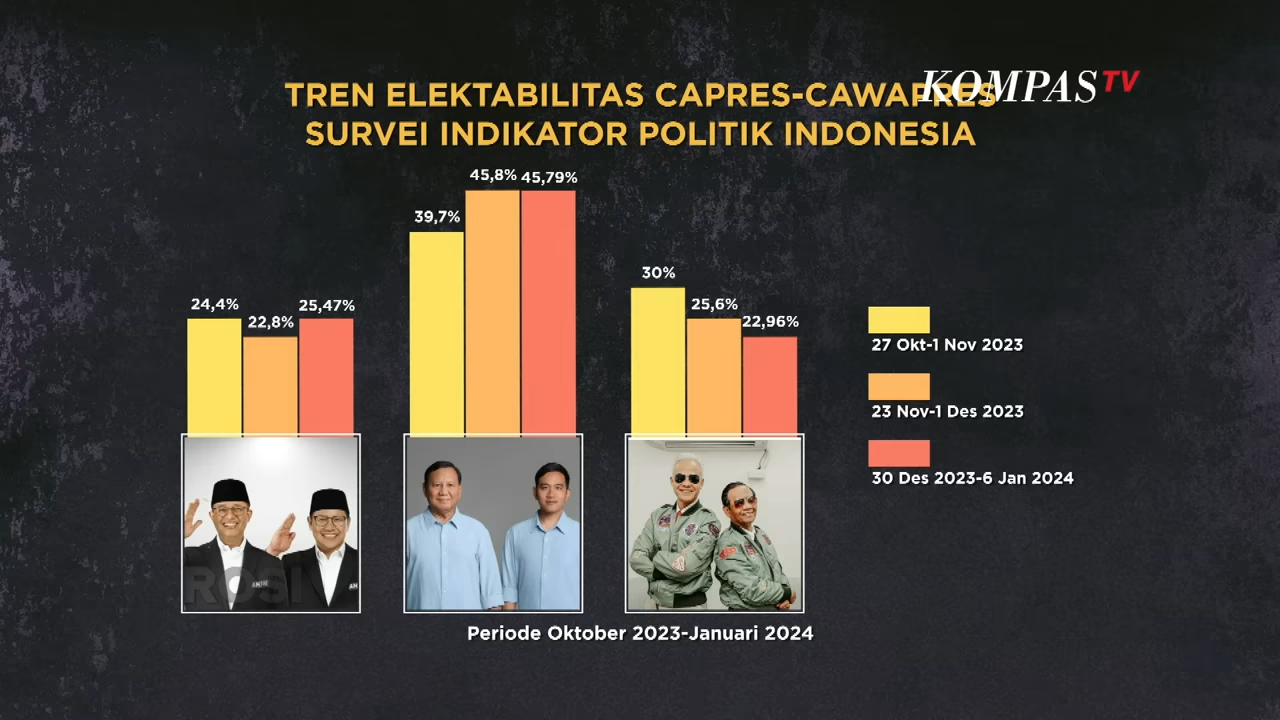 TREN ELEKTABILITAS CAPRES-CAWAPRES
SURVEI INDIKATOR POLITIK INDONESIA
KOMPAS TV
24,4%
22,8%
25,47%
39,7%
45,8%
45,79%
30%
25,6%
22,96%
27 Okt-1 Nov 2023
23 Nov-1 Des 2023
30 Des 2023-6 Jan 2024
ROSI
Periode Oktober 2023-Januari 2024